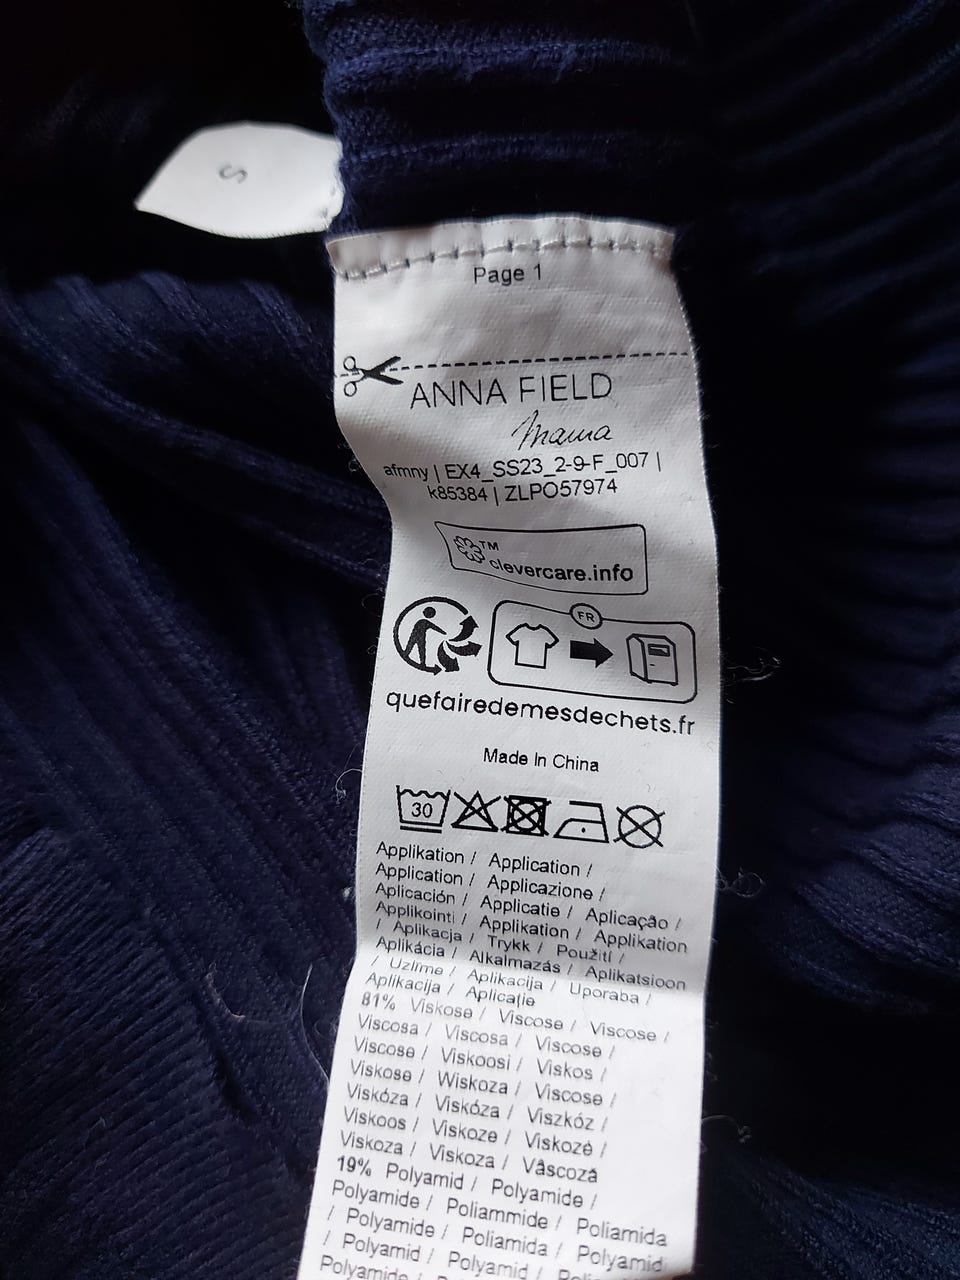 S
Page 1
ANNA FIELD
mama
afmny | EX4_SS23_2-9-F_007 |
k85384 | ZLPO57974
TM
clevercare.info
FR
quefairedemesdechets.fr
Made In China
30
Applikation / Application /
Application / Applicazione /
Aplicación / Applicatie / Aplicação /
Applikointi / Applikation / Applikation
/ Aplikacja / Trykk / Použití /
Aplikácia / Alkalmazás / Aplikatsioon
/ Uzlīme / Aplikacija / Uporaba /
Aplikacija / Aplicație
81% Viskose / Viscose / Viscose /
Viscosa / Viscosa / Viscose /
Viscose / Viskoosi / Viskos /
Viskose / Wiskoza / Viscose /
Viskóza / Viskóza / Viszkóz /
Viskoos / Viskoze / Viskozė /
Viskoza / Viskoza / Vâscoză
19% Polyamid / Polyamide /
Polyamide / Poliammide / Poliamida
/ Polyamide / Poliamida / Polyamid
/ Polyamid / Polyamid /
Polyamide /